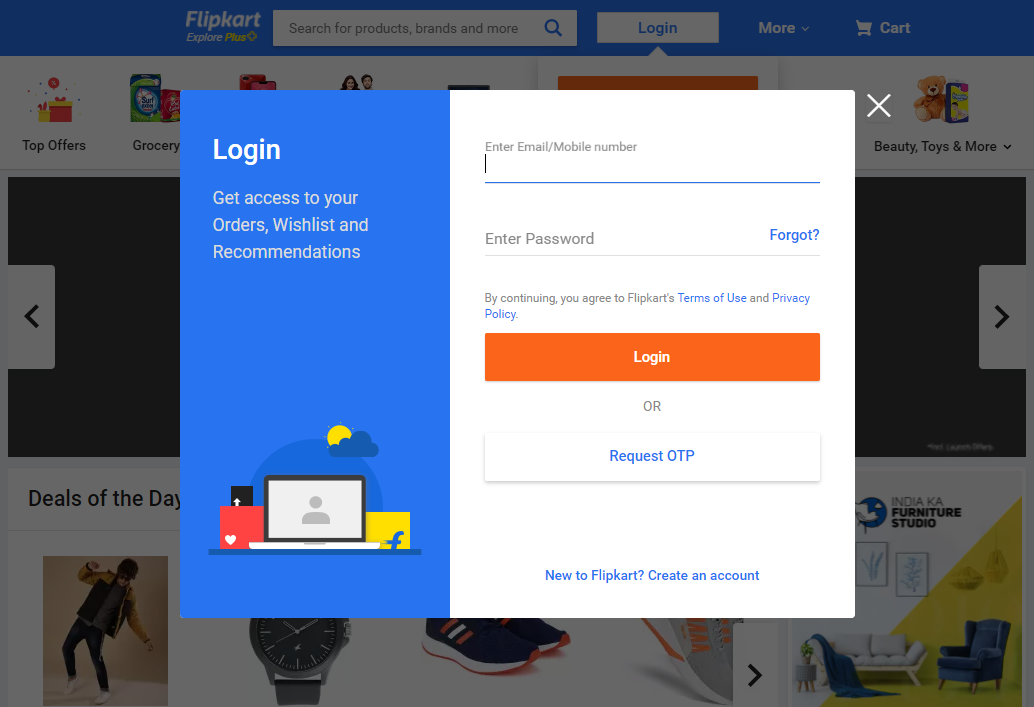 Flipkart
Explore Plus
Search for products, brands and more
Login
More
Cart
Top Offers
Grocery
Beauty, Toys & More
Login
Get access to your
Orders, Wishlist and
Recommendations
Enter Email/Mobile number
Enter Password
Forgot?
By continuing, you agree to Flipkart's Terms of Use and Privacy
Policy.
Login
OR
Request OTP
New to Flipkart? Create an account
Deals of the Day
INDIA KA
FURNITURE
STUDIO